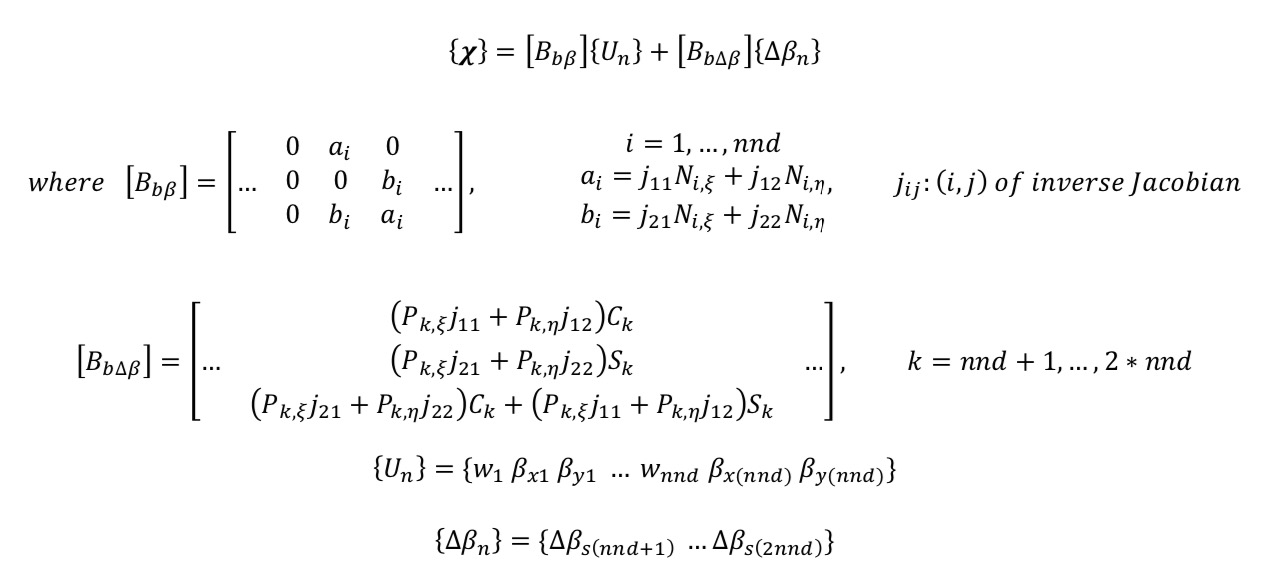 {𝝌} = [B_{bβ}]{U_n} + [B_{bΔβ}]{Δβ_n}
where [B_{bβ}] = [... 0 a_i 0 ; 0 0 b_i ; 0 b_i a_i ...], i = 1, ..., nnd
a_i = j_{11}N_{i,ξ} + j_{12}N_{i,η}, j_{ij}: (i, j) of inverse Jacobian
b_i = j_{21}N_{i,ξ} + j_{22}N_{i,η}
[B_{bΔβ}] = [... (P_{k,ξ}j_{11} + P_{k,η}j_{12})C_k ; (P_{k,ξ}j_{21} + P_{k,η}j_{22})S_k ; (P_{k,ξ}j_{21} + P_{k,η}j_{22})C_k + (P_{k,ξ}j_{11} + P_{k,η}j_{12})S_k ...], k = nnd + 1, ..., 2 * nnd
{U_n} = {w_1 β_{x1} β_{y1} ... w_{nnd} β_{x(nnd)} β_{y(nnd)}}
{Δβ_n} = {Δβ_{s(nnd+1)} ... Δβ_{s(2nnd)}}